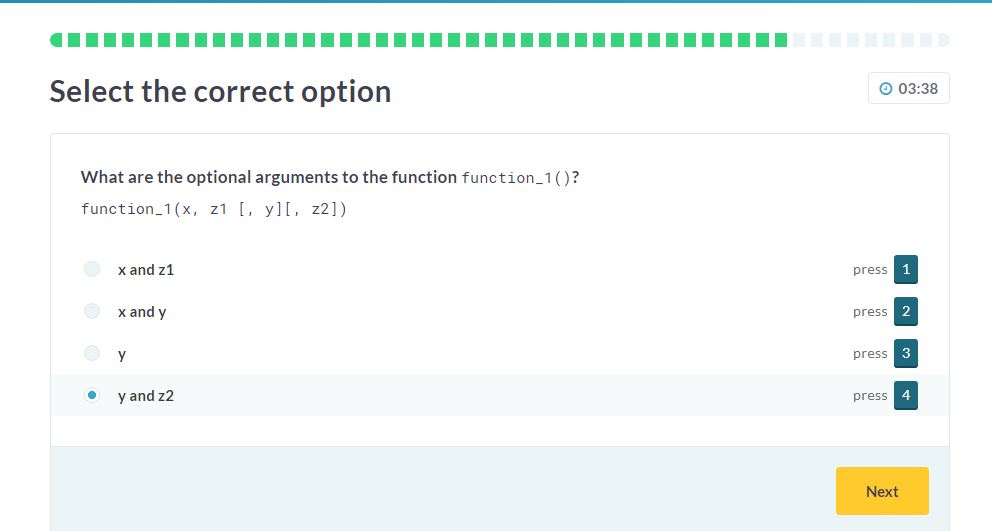 Select the correct option
03:38
What are the optional arguments to the function function_1()?
function_1(x, z1 [, y][, z2])
x and z1 press 1
x and y press 2
y press 3
y and z2 press 4
Next